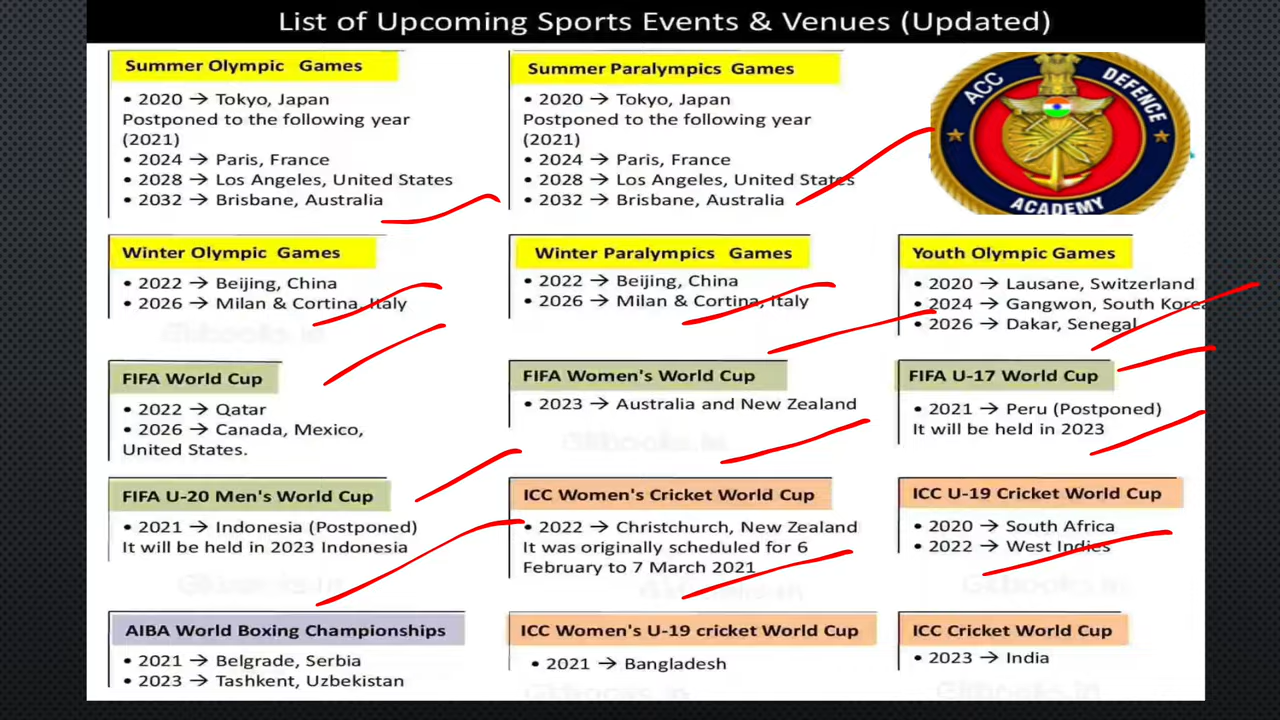 List of Upcoming Sports Events & Venues (Updated)
Summer Olympic Games
• 2020 → Tokyo, Japan
Postponed to the following year
(2021)
• 2024 → Paris, France
• 2028 → Los Angeles, United States
• 2032 → Brisbane, Australia
Summer Paralympics Games
• 2020 → Tokyo, Japan
Postponed to the following year
(2021)
• 2024 → Paris, France
• 2028 → Los Angeles, United States
• 2032 → Brisbane, Australia
ACC DEFENCE
ACADEMY
Winter Olympic Games
• 2022 → Beijing, China
• 2026 → Milan & Cortina, Italy
Winter Paralympics Games
• 2022 → Beijing, China
• 2026 → Milan & Cortina, Italy
Youth Olympic Games
• 2020 → Lausane, Switzerland
• 2024 → Gangwon, South Korea
• 2026 → Dakar, Senegal
FIFA World Cup
• 2022 → Qatar
• 2026 → Canada, Mexico,
United States.
FIFA Women's World Cup
• 2023 → Australia and New Zealand
FIFA U-17 World Cup
• 2021 → Peru (Postponed)
It will be held in 2023
FIFA U-20 Men's World Cup
• 2021 → Indonesia (Postponed)
It will be held in 2023 Indonesia
ICC Women's Cricket World Cup
• 2022 → Christchurch, New Zealand
It was originally scheduled for 6
February to 7 March 2021
ICC U-19 Cricket World Cup
• 2020 → South Africa
• 2022 → West Indies
AIBA World Boxing Championships
• 2021 → Belgrade, Serbia
• 2023 → Tashkent, Uzbekistan
ICC Women's U-19 cricket World Cup
• 2021 → Bangladesh
ICC Cricket World Cup
• 2023 → India